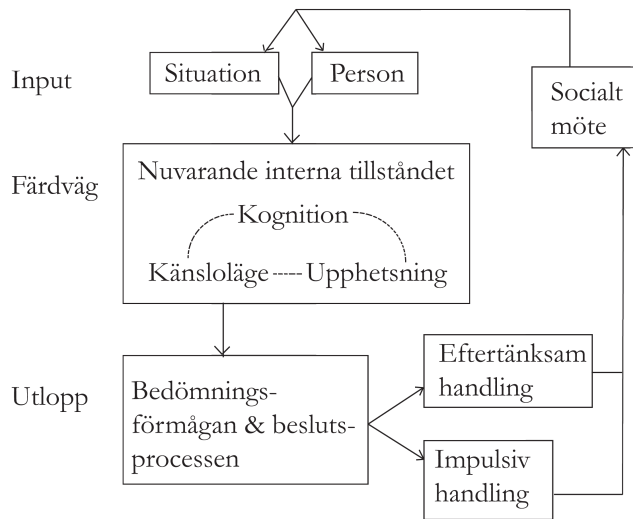 Input
Situation
Person
Socialt
möte
Färdväg
Nuvarande interna tillståndet
Kognition
Känsloläge
Upphetsning
Utlopp
Bedömnings-
förmågan & besluts-
processen
Eftertänksam
handling
Impulsiv
handling